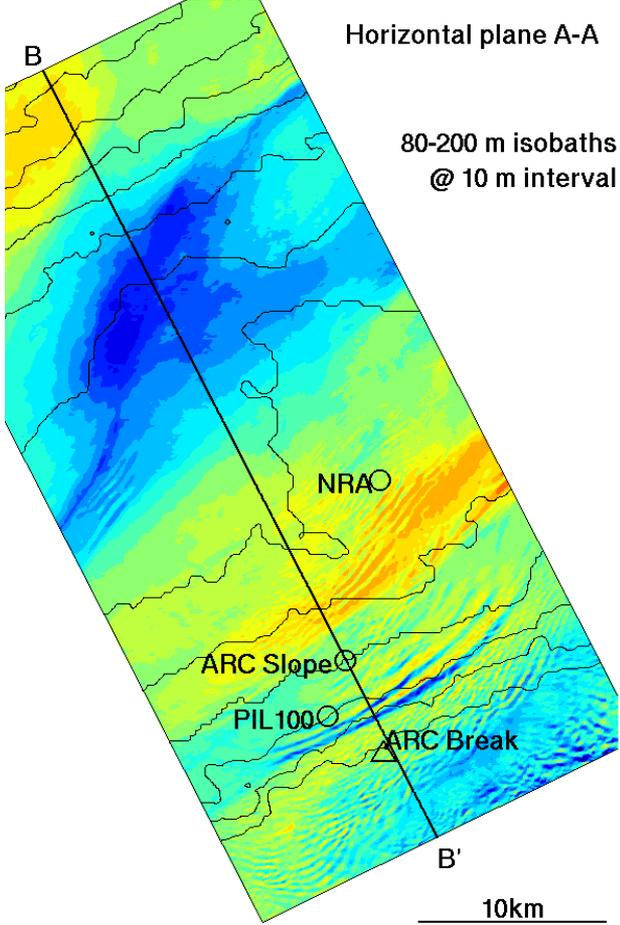 Horizontal plane A-A
B
80-200 m isobaths
@ 10 m interval
NRA
ARC Slope
PIL100
ARC Break
B'
10km